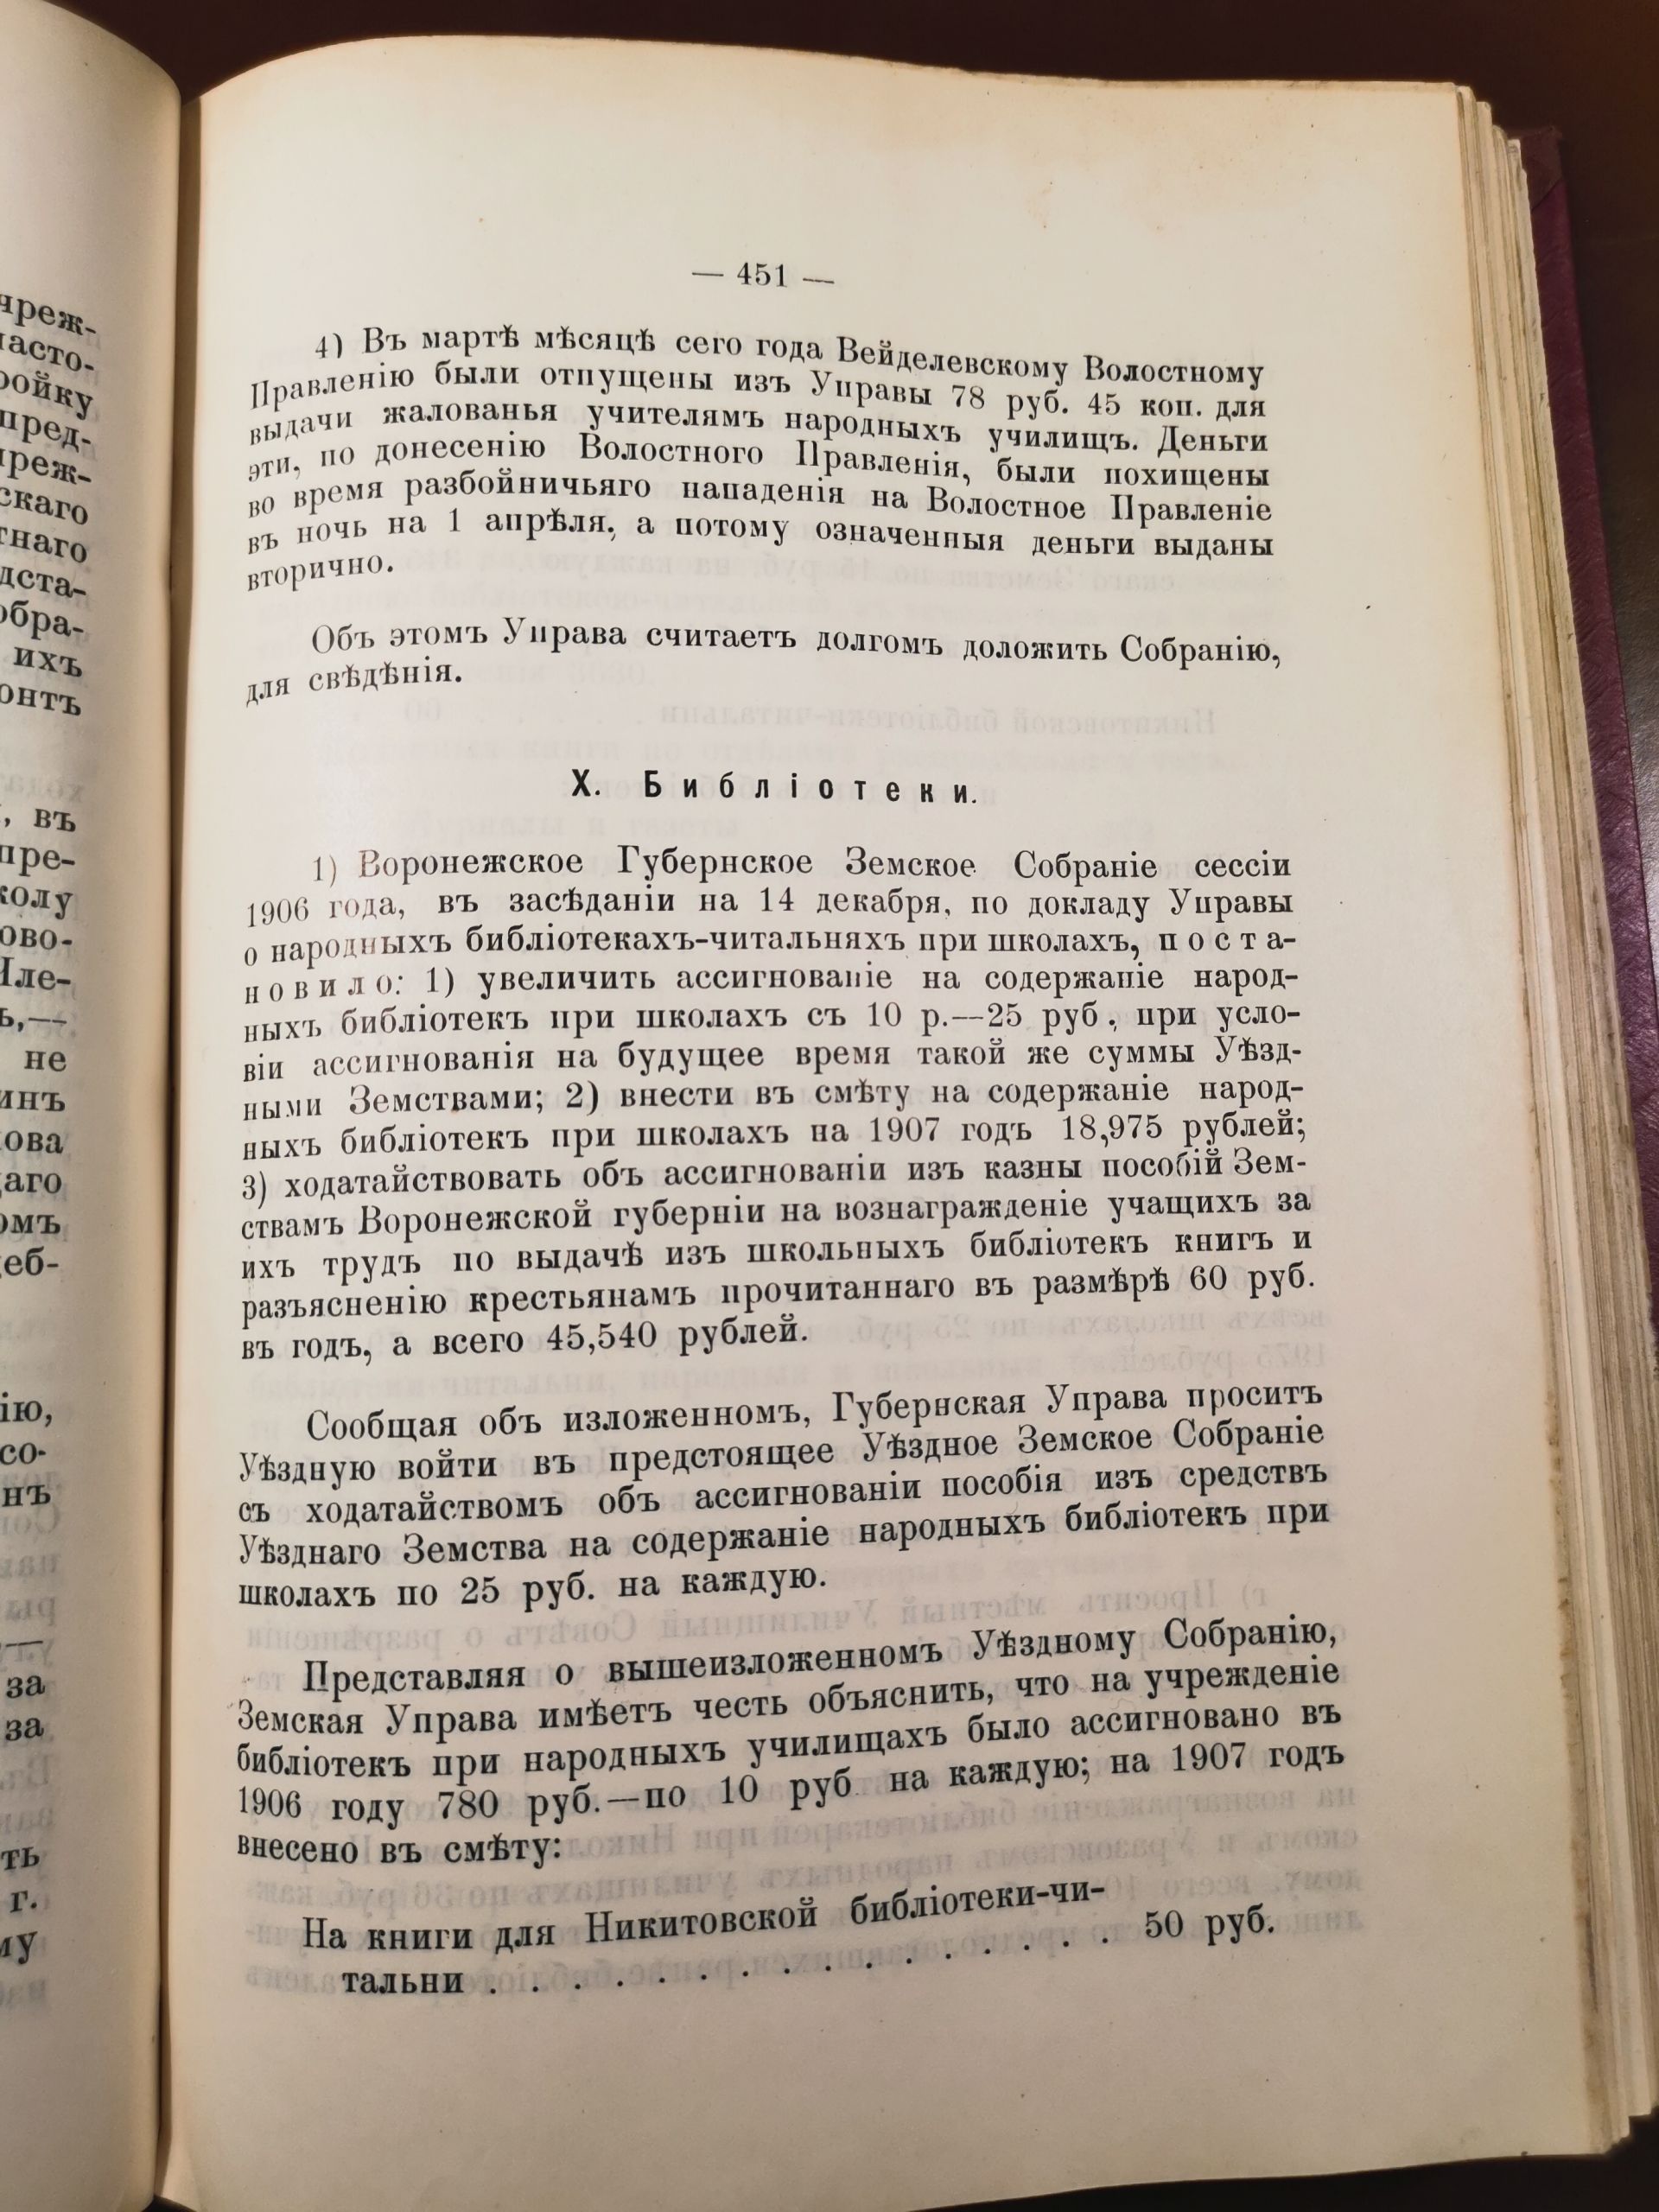 — 451 —
4) Въ мартѣ мѣсяцѣ сего года Вейделевскому Волостному
Правленію были отпущены изъ Управы 78 руб. 45 коп. для
выдачи жалованья учителямъ народныхъ училищъ. Деньги
эти, по донесенію Волостного Правленія, были похищены
во время разбойничьяго нападенія на Волостное Правленіе
въ ночь на 1 апрѣля, а потому означенныя деньги выданы
вторично.
Объ этомъ Управа считаетъ долгомъ доложить Собранію,
для свѣдѣнія.
X. Библіотеки.
1) Воронежское Губернское Земское Собраніе сессіи
1906 года, въ засѣданіи на 14 декабря, по докладу Управы
о народныхъ библіотекахъ-читальняхъ при школахъ, поста-
новило: 1) увеличить ассигнованіе на содержаніе народ-
ныхъ библіотекъ при школахъ съ 10 р.—25 руб., при усло-
віи ассигнованія на будущее время такой же суммы Уѣзд-
ными Земствами; 2) внести въ смѣту на содержаніе народ-
ныхъ библіотекъ при школахъ на 1907 годъ 18,975 рублей;
3) ходатайствовать объ ассигнованіи изъ казны пособій Зем-
ствамъ Воронежской губерніи на вознагражденіе учащихъ за
ихъ трудъ по выдачѣ изъ школьныхъ библіотекъ книгъ и
разъясненію крестьянамъ прочитаннаго въ размѣрѣ 60 руб.
въ годъ, а всего 45,540 рублей.
Сообщая объ изложенномъ, Губернская Управа проситъ
Уѣздную войти въ предстоящее Уѣздное Земское Собраніе
съ ходатайствомъ объ ассигнованіи пособія изъ средствъ
Уѣзднаго Земства на содержаніе народныхъ библіотекъ при
школахъ по 25 руб. на каждую.
Представляя о вышеизложенномъ Уѣздному Собранію,
Земская Управа имѣетъ честь объяснить, что на учрежденіе
библіотекъ при народныхъ училищахъ было ассигновано въ
1906 году 780 руб.—по 10 руб. на каждую; на 1907 годъ
внесено въ смѣту:
На книги для Никитовской библіотеки-чи-
тальни . . . . . . . . . . . . . . . . 50 руб.